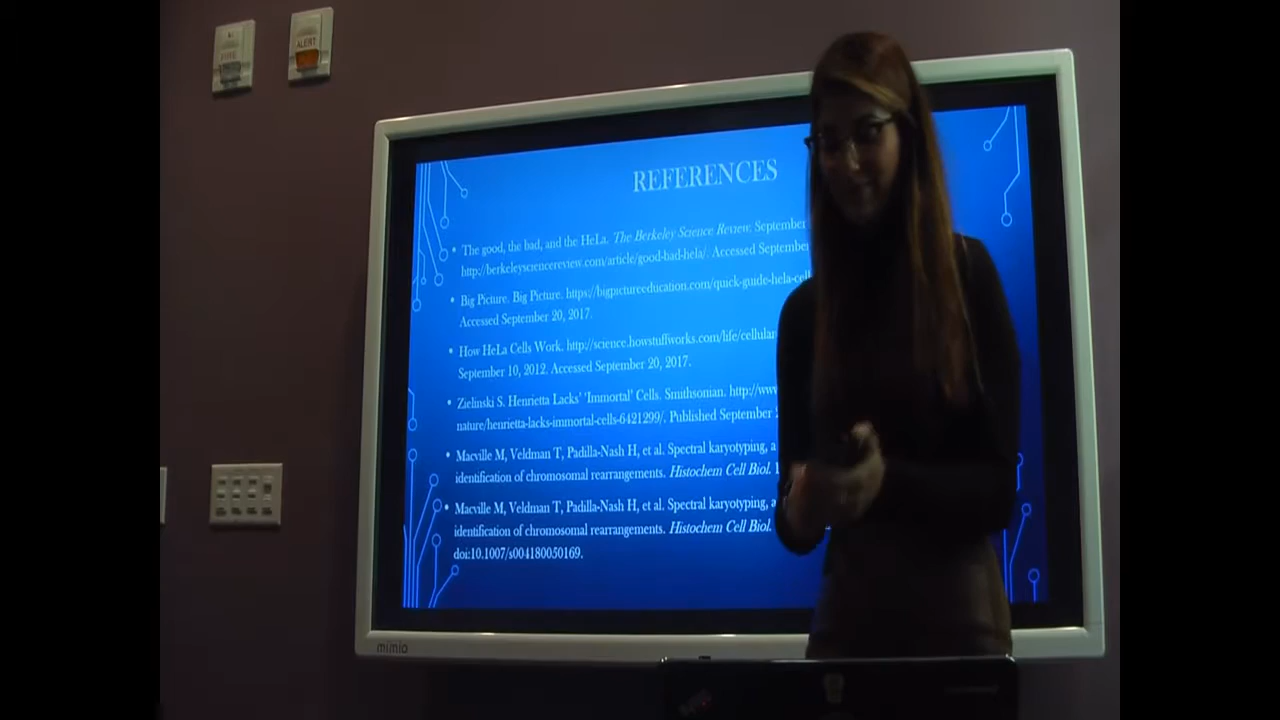 FIRE
ALERT
REFERENCES
The good, the bad, and the HeLa. The Berkeley Science Review. September
http://berkeleysciencereview.com/article/good-bad-hela/. Accessed September
Big Picture. Big Picture. https://bigpictureeducation.com/quick-guide-hela-cell
Accessed September 20, 2017.
How HeLa Cells Work. http://science.howstuffworks.com/life/cellular
September 10, 2012. Accessed September 20, 2017.
Zielinski S. Henrietta Lacks' 'Immortal' Cells. Smithsonian. http://www
nature/henrietta-lacks-immortal-cells-6421299/. Published September
Macville M, Veldman T, Padilla-Nash H, et al. Spectral karyotyping, a
identification of chromosomal rearrangements. Histochem Cell Biol.
Macville M, Veldman T, Padilla-Nash H, et al. Spectral karyotyping, a
identification of chromosomal rearrangements. Histochem Cell Biol.
doi:10.1007/s004180050169.
mimio